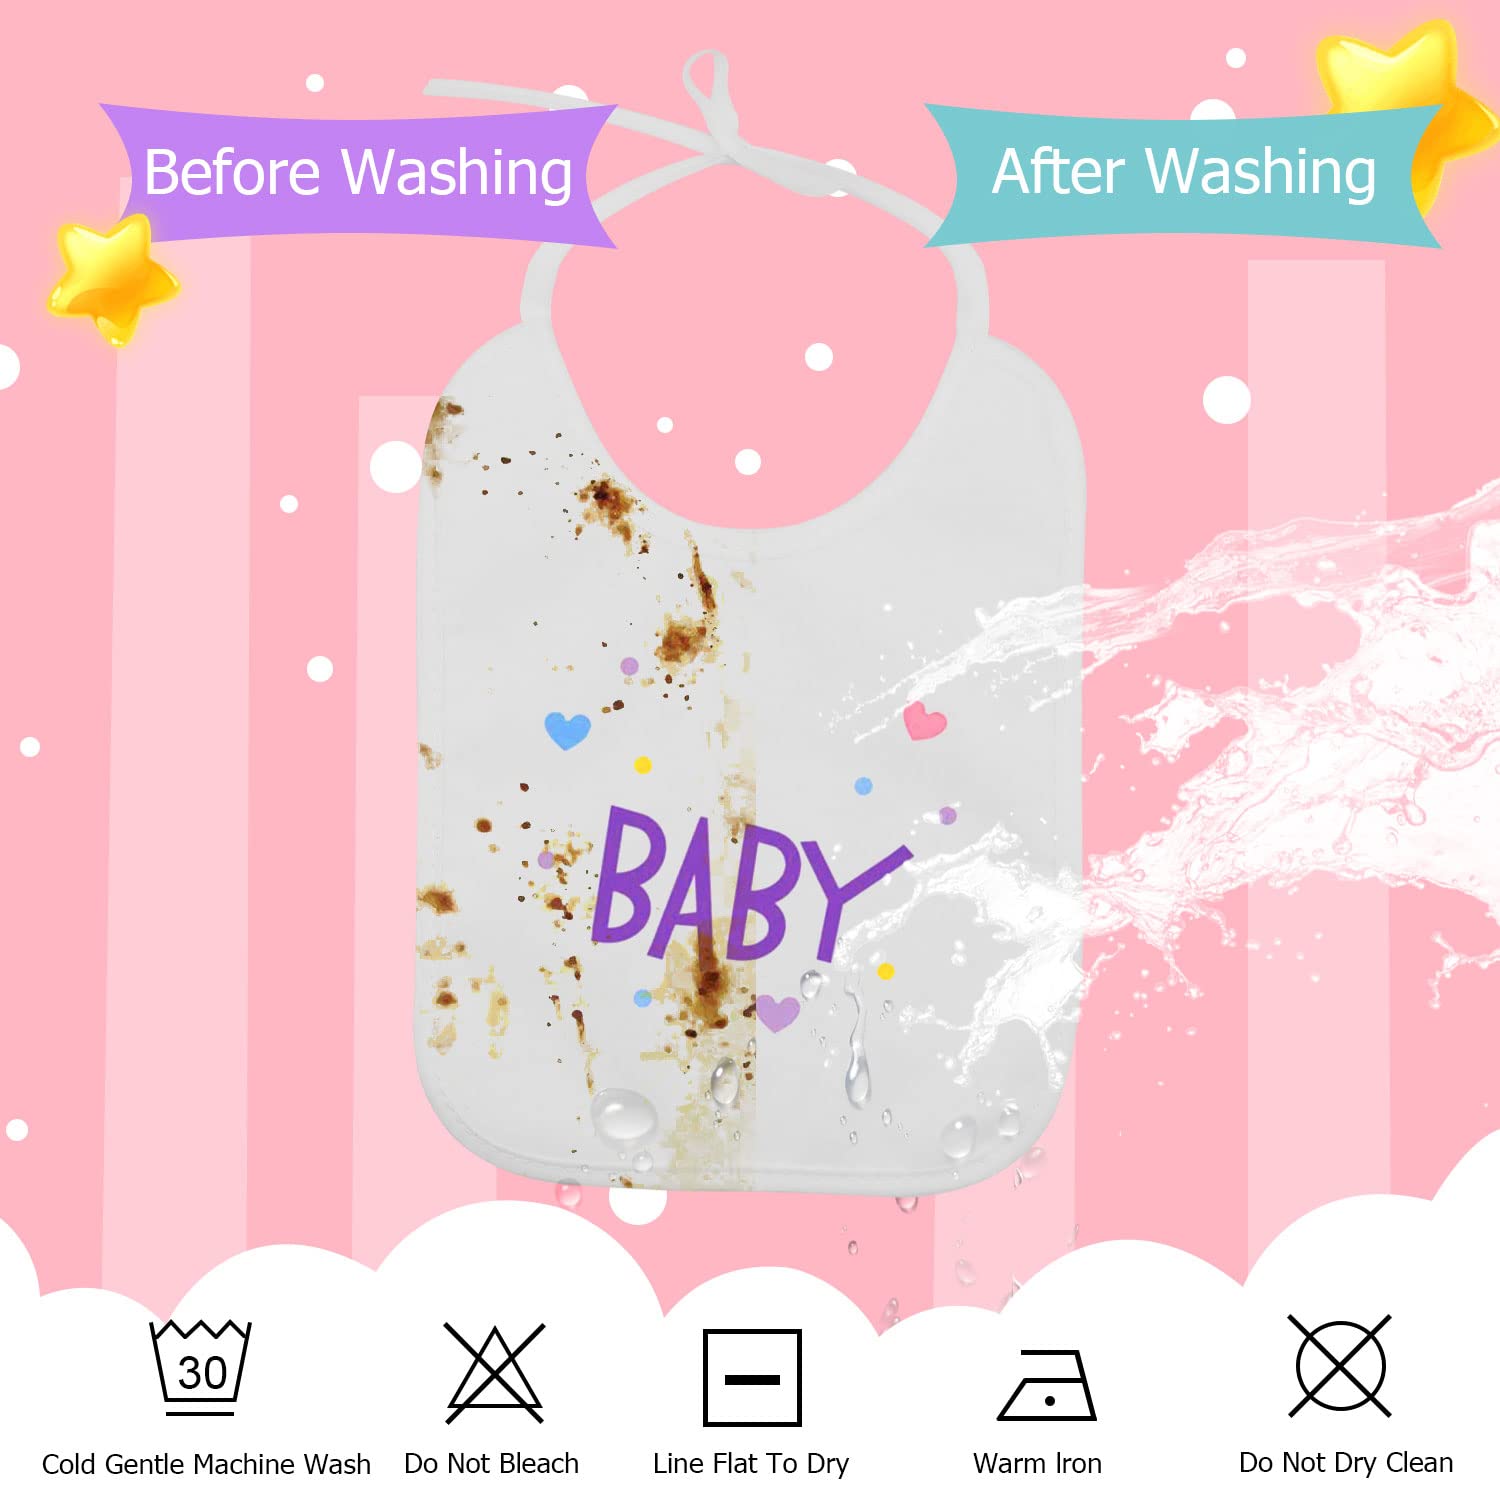 Before Washing
After Washing
BABY
30
Cold Gentle Machine Wash
Do Not Bleach
Line Flat To Dry
Warm Iron
Do Not Dry Clean